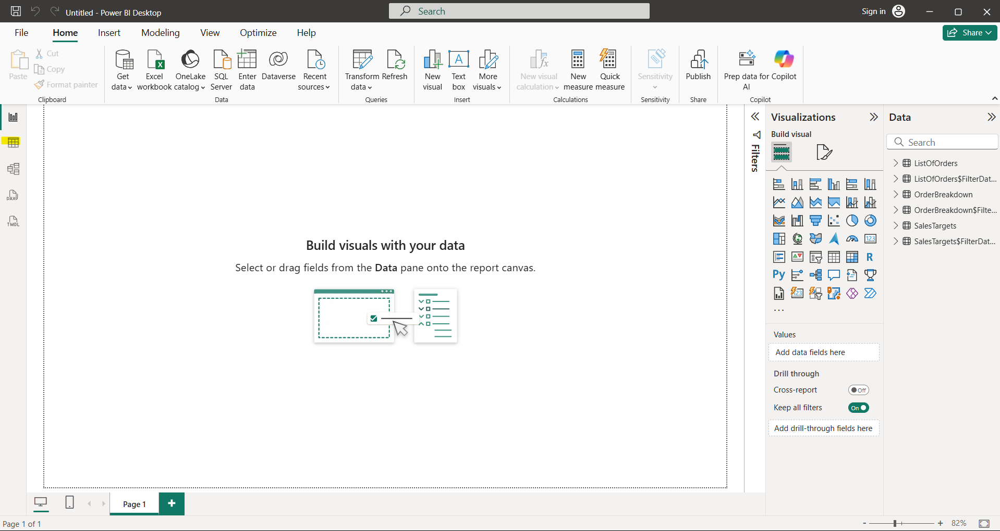 Untitled - Power BI Desktop
Search
Sign in
File
Home
Insert
Modeling
View
Optimize
Help
Share
Paste
Cut
Copy
Format painter
Clipboard
Get data
Excel workbook
OneLake catalog
SQL Server
Enter data
Dataverse
Recent sources
Data
Transform data
Refresh
Queries
New visual
Text box
More visuals
Insert
New visual calculation
New measure
Quick measure
Calculations
Sensitivity
Sensitivity
Publish
Share
Prep data for AI
Copilot
Copilot
DAX
TMDL
Build visuals with your data
Select or drag fields from the Data pane onto the report canvas.
Filters
Visualizations
Build visual
123
R
Py
123
...
Values
Add data fields here
Drill through
Cross-report
Off
Keep all filters
On
Add drill-through fields here
Data
Search
ListOfOrders
ListOfOrders$FilterDat...
OrderBreakdown
OrderBreakdown$Filte...
SalesTargets
SalesTargets$FilterDat...
Page 1
Page 1 of 1
82%